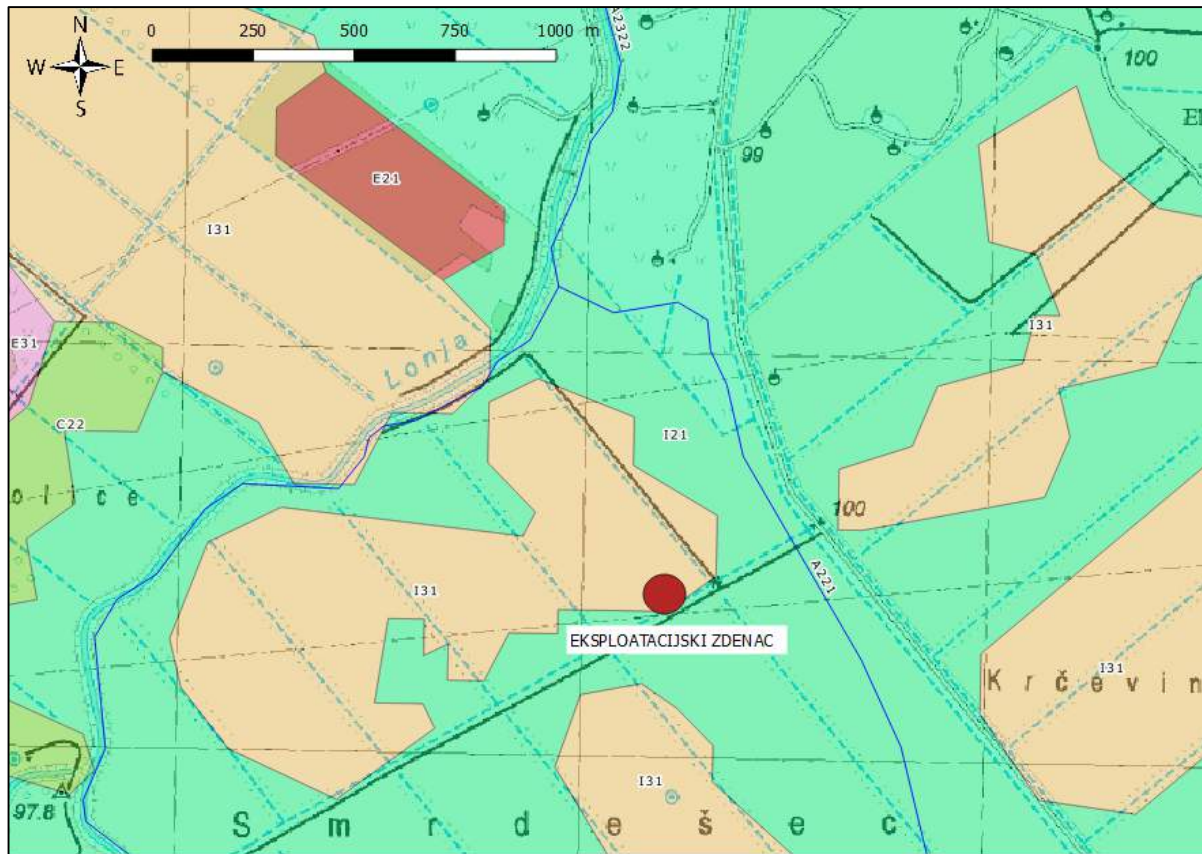 N
W E
S
0 250 500 750 1000 m
A2322
100
99
E21
I31
Lonja
I31
E31
C22
I21
100
I31
A221
EKSPLOATACIJSKI ZDENAC
I31
Krčevin
I31
97.8
Smrdešec